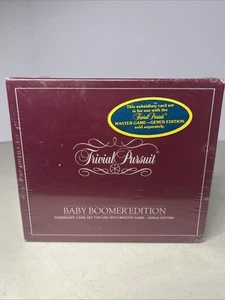 This subsidiary card set
is for use with the
Trivial Pursuit
MASTER GAME—GENUS EDITION
sold separately.
Trivial Pursuit
BABY BOOMER EDITION
SUBSIDIARY CARD SET FOR USE WITH MASTER GAME — GENUS EDITION